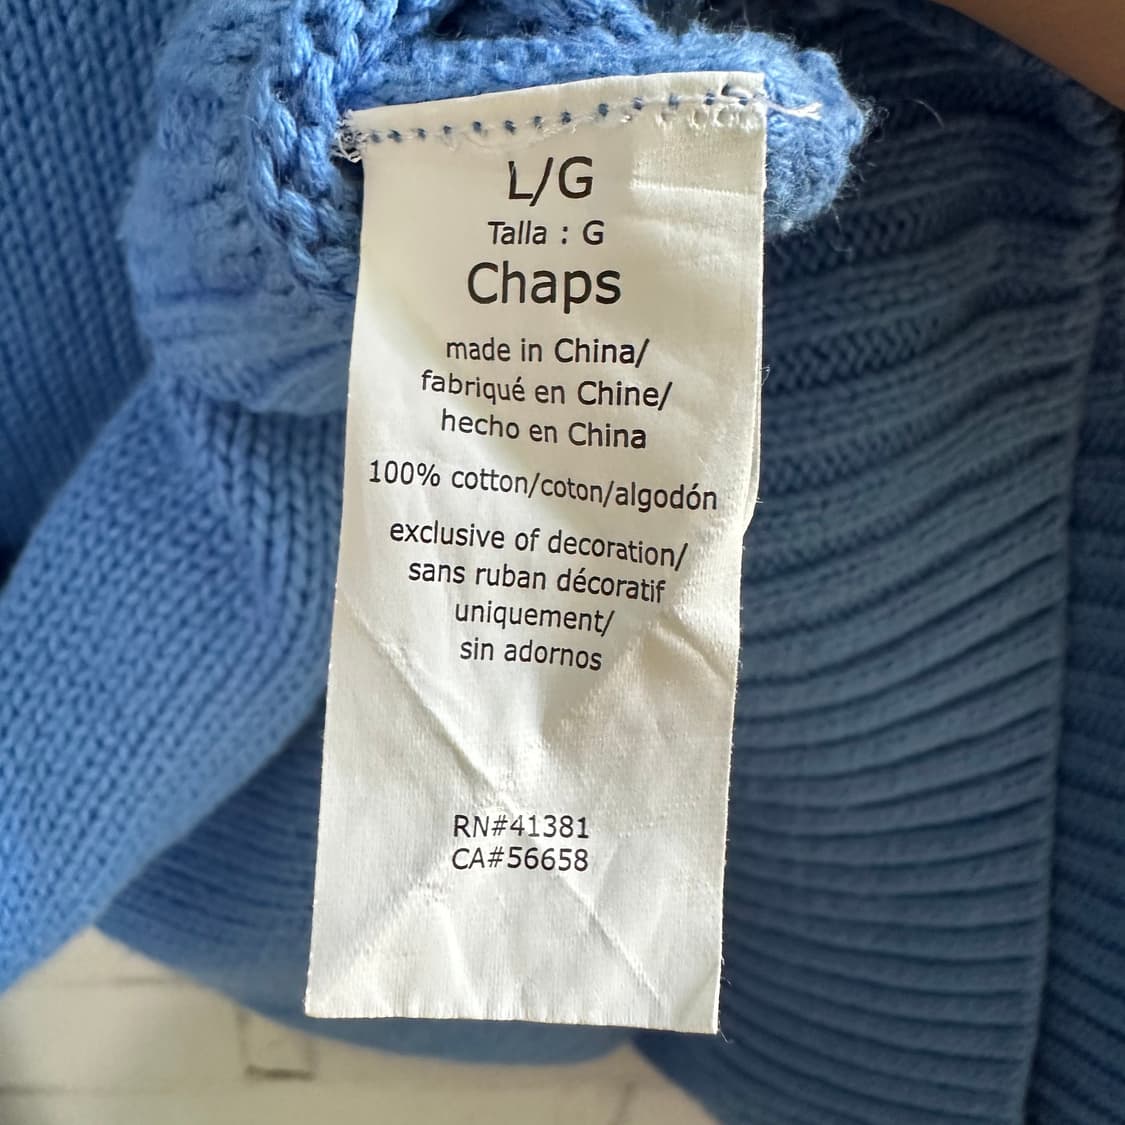 L/G
Talla : G
Chaps
made in China/
fabriqué en Chine/
hecho en China
100% cotton/coton/algodón
exclusive of decoration/
sans ruban décoratif
uniquement/
sin adornos
RN#41381
CA#56658